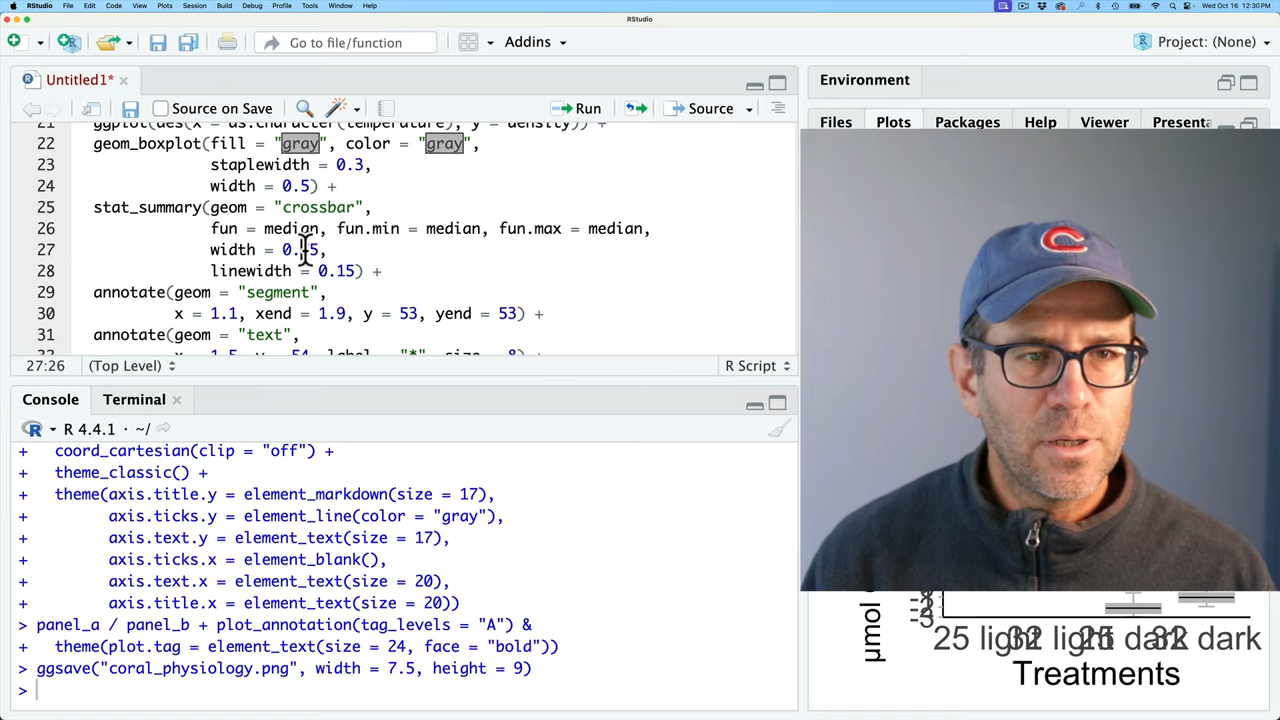 RStudio File Edit Code View Plots Session Build Debug Profile Tools Window Help Wed Oct 16 12:30 PM
RStudio
Go to file/function
Addins
Project: (None)
Untitled1*
Source on Save
Run
Source
21 ggplot(aes(x = as.character(temperature), y = density)) +
22 geom_boxplot(fill = "gray", color = "gray",
23 staplewidth = 0.3,
24 width = 0.5) +
25 stat_summary(geom = "crossbar",
26 fun = median, fun.min = median, fun.max = median,
27 width = 0.
5,
28 linewidth = 0.15) +
29 annotate(geom = "segment",
30 x = 1.1, xend = 1.9, y = 53, yend = 53) +
31 annotate(geom = "text",
32 x = 1.5, y = 54, label = "*", size = 8) +
27:26 (Top Level) R Script
Console Terminal
R 4.4.1 · ~/
+ coord_cartesian(clip = "off") +
+ theme_classic() +
+ theme(axis.title.y = element_markdown(size = 17),
+ axis.ticks.y = element_line(color = "gray"),
+ axis.text.y = element_text(size = 17),
+ axis.ticks.x = element_blank(),
+ axis.text.x = element_text(size = 20),
+ axis.title.x = element_text(size = 20))
> panel_a / panel_b + plot_annotation(tag_levels = "A") &
+ theme(plot.tag = element_text(size = 24, face = "bold"))
> ggsave("coral_physiology.png", width = 7.5, height = 9)
>
Environment
Files Plots Packages Help Viewer Presenta
C
µmol
-3
25 light 32 light 25 dark 32 dark
Treatments